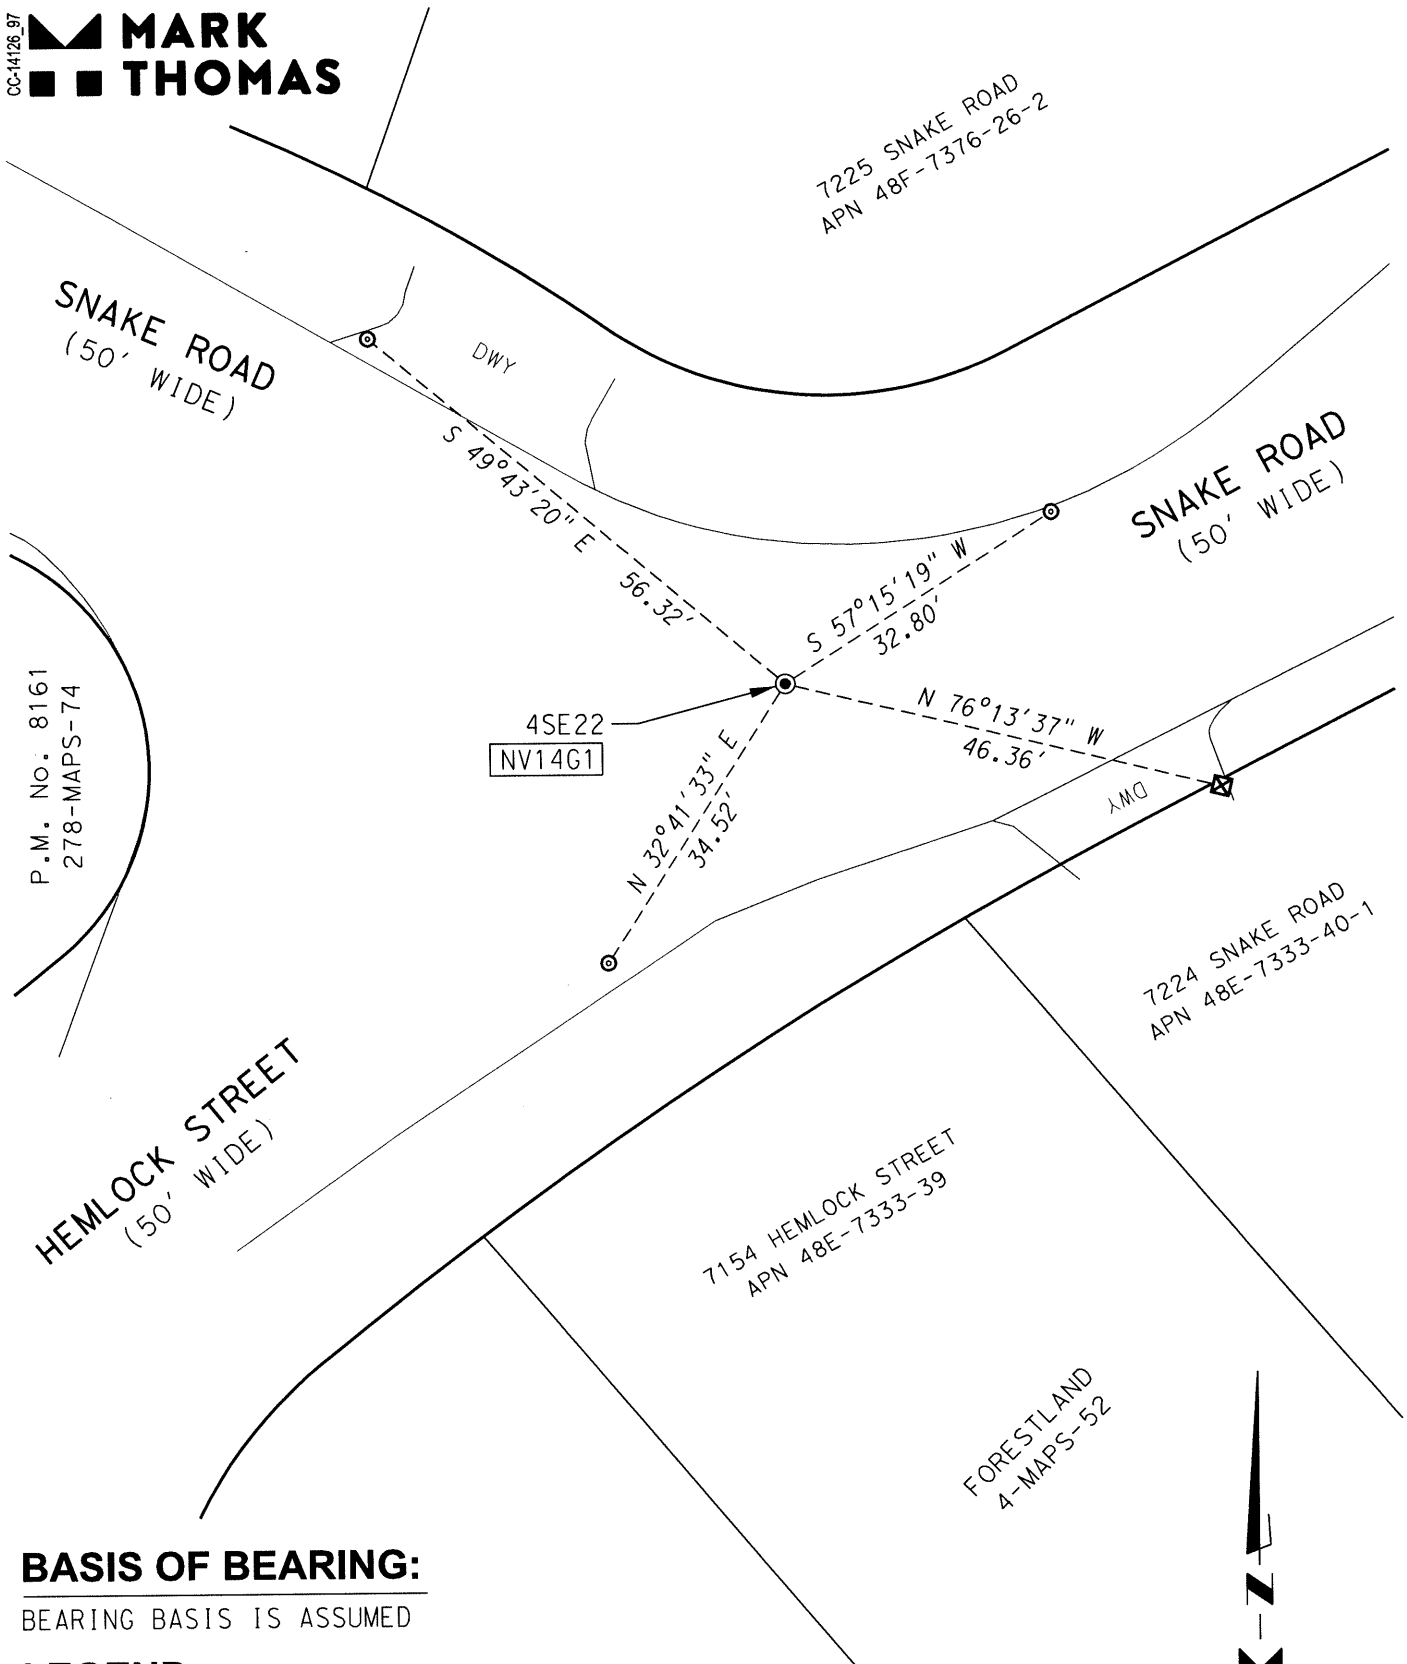 CC-14126_97
MARK
THOMAS
7225 SNAKE ROAD
APN 48F-7376-26-2
SNAKE ROAD
(50' WIDE)
DWY
SNAKE ROAD
(50' WIDE)
S 49°43'20" E
56.32'
S 57°15'19" W
32.80'
P.M. No. 8161
278-MAPS-74
4SE22
NV14G1
N 76°13'37" W
46.36'
N 32°41'33" E
34.52'
DWY
7224 SNAKE ROAD
APN 48E-7333-40-1
HEMLOCK STREET
(50' WIDE)
7154 HEMLOCK STREET
APN 48E-7333-39
FORESTLAND
4-MAPS-52
N
BASIS OF BEARING:
BEARING BASIS IS ASSUMED